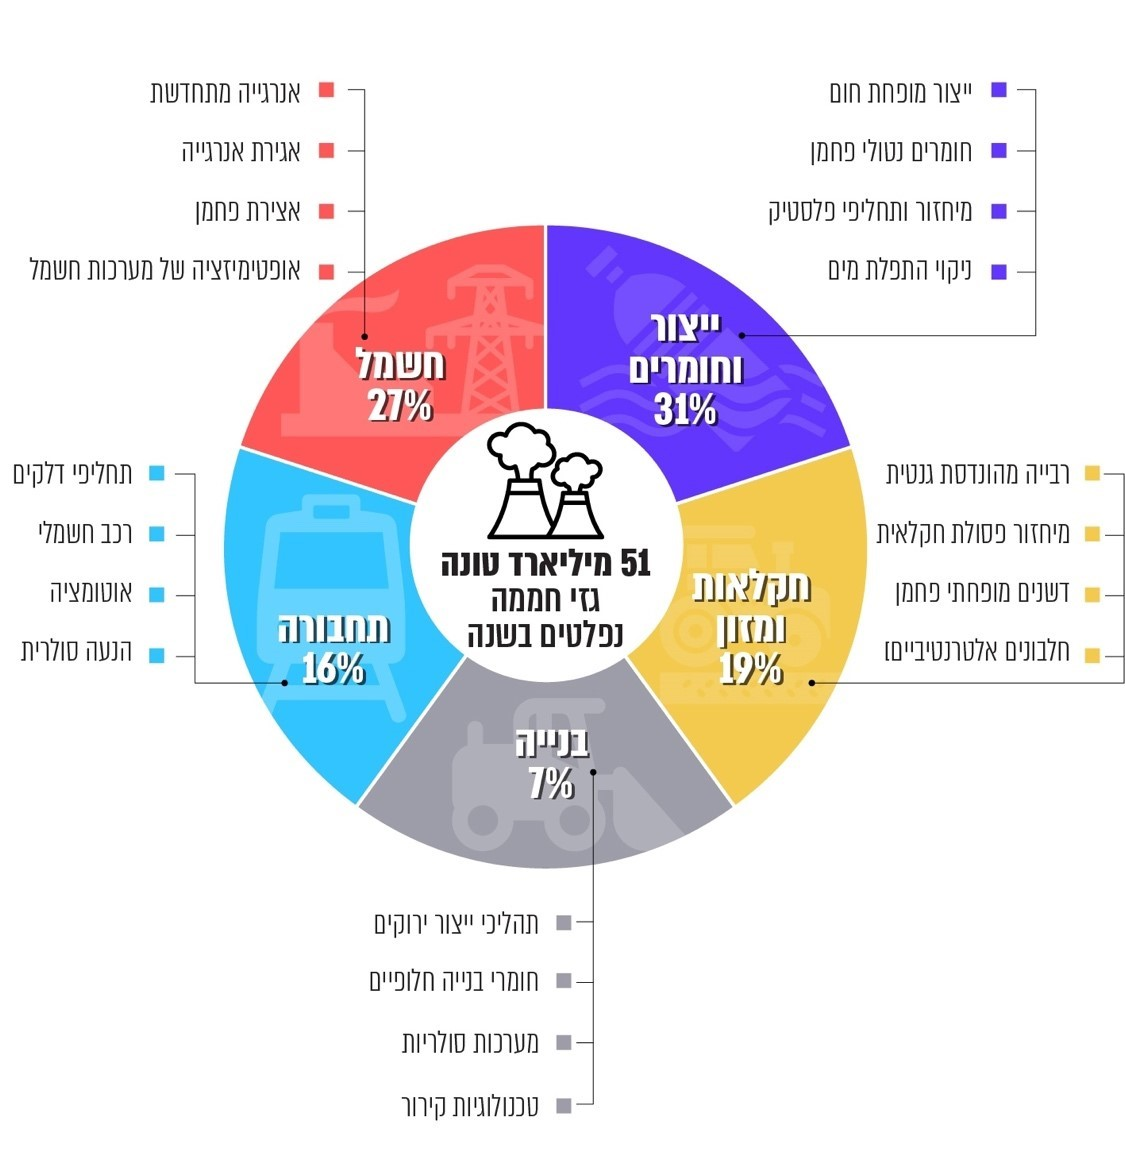 ייצור מופחת חום
חומרים נטולי פחמן
מיחזור ותחליפי פלסטיק
ניקוי התפלת מים
אנרגייה מתחדשת
אגירת אנרגייה
אצירת פחמן
אופטימיזציה של מערכות חשמל
ייצור
וחומרים
31%
חשמל
27%
רבייה מהונדסת גנטית
מיחזור פסולת חקלאית
דשנים מופחתי פחמן
חלבונים אלטרנטיביים!
חקלאות
ומזון
19%
51 מיליארד טונה
גזי חממה
נפלטים בשנה
תחבורה
16%
תחליפי דלקים
רכב חשמלי
אוטומציה
הנעה סולרית
בנייה
7%
תהליכי ייצור ירוקים
חומרי בנייה חלופיים
מערכות סולריות
טכנולוגיות קירור